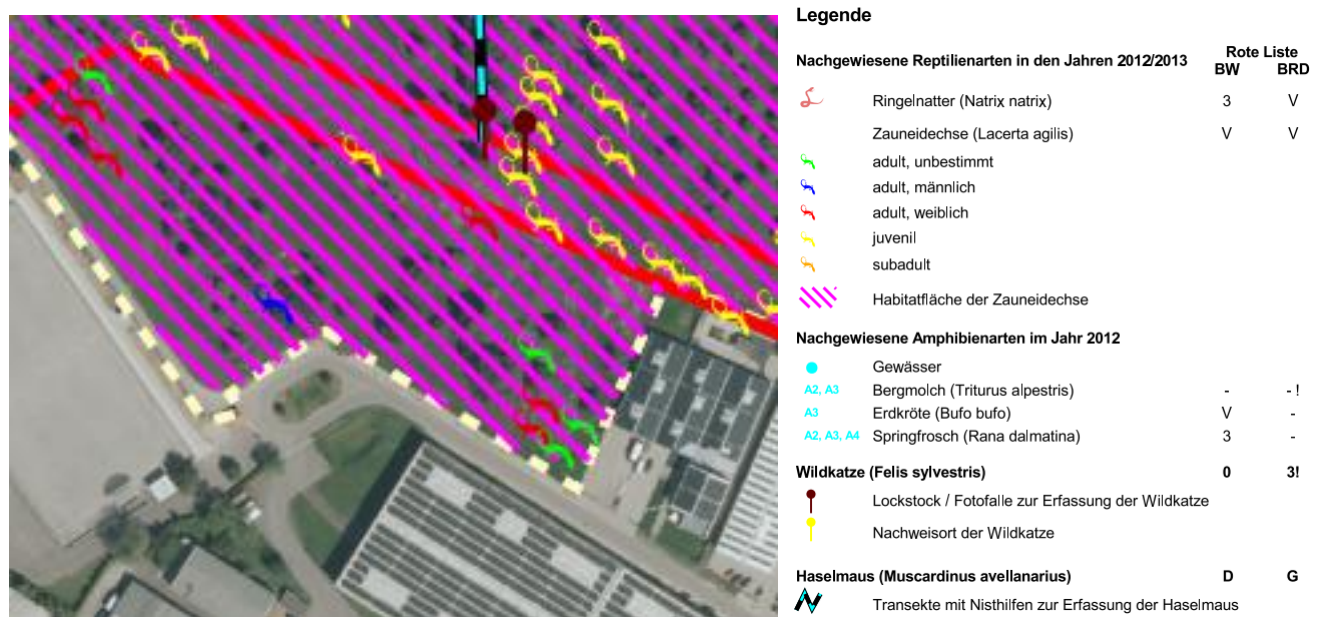 Legende
Rote Liste
Nachgewiesene Reptilienarten in den Jahren 2012/2013 BW BRD
Ringelnatter (Natrix natrix) 3 V
Zauneidechse (Lacerta agilis) V V
adult, unbestimmt
adult, männlich
adult, weiblich
juvenil
subadult
Habitatfläche der Zauneidechse
Nachgewiesene Amphibienarten im Jahr 2012
Gewässer
A2, A3 Bergmolch (Triturus alpestris) - - !
A3 Erdkröte (Bufo bufo) V -
A2, A3, A4 Springfrosch (Rana dalmatina) 3 -
Wildkatze (Felis sylvestris) 0 3!
Lockstock / Fotofalle zur Erfassung der Wildkatze
Nachweisort der Wildkatze
Haselmaus (Muscardinus avellanarius) D G
Transekte mit Nisthilfen zur Erfassung der Haselmaus